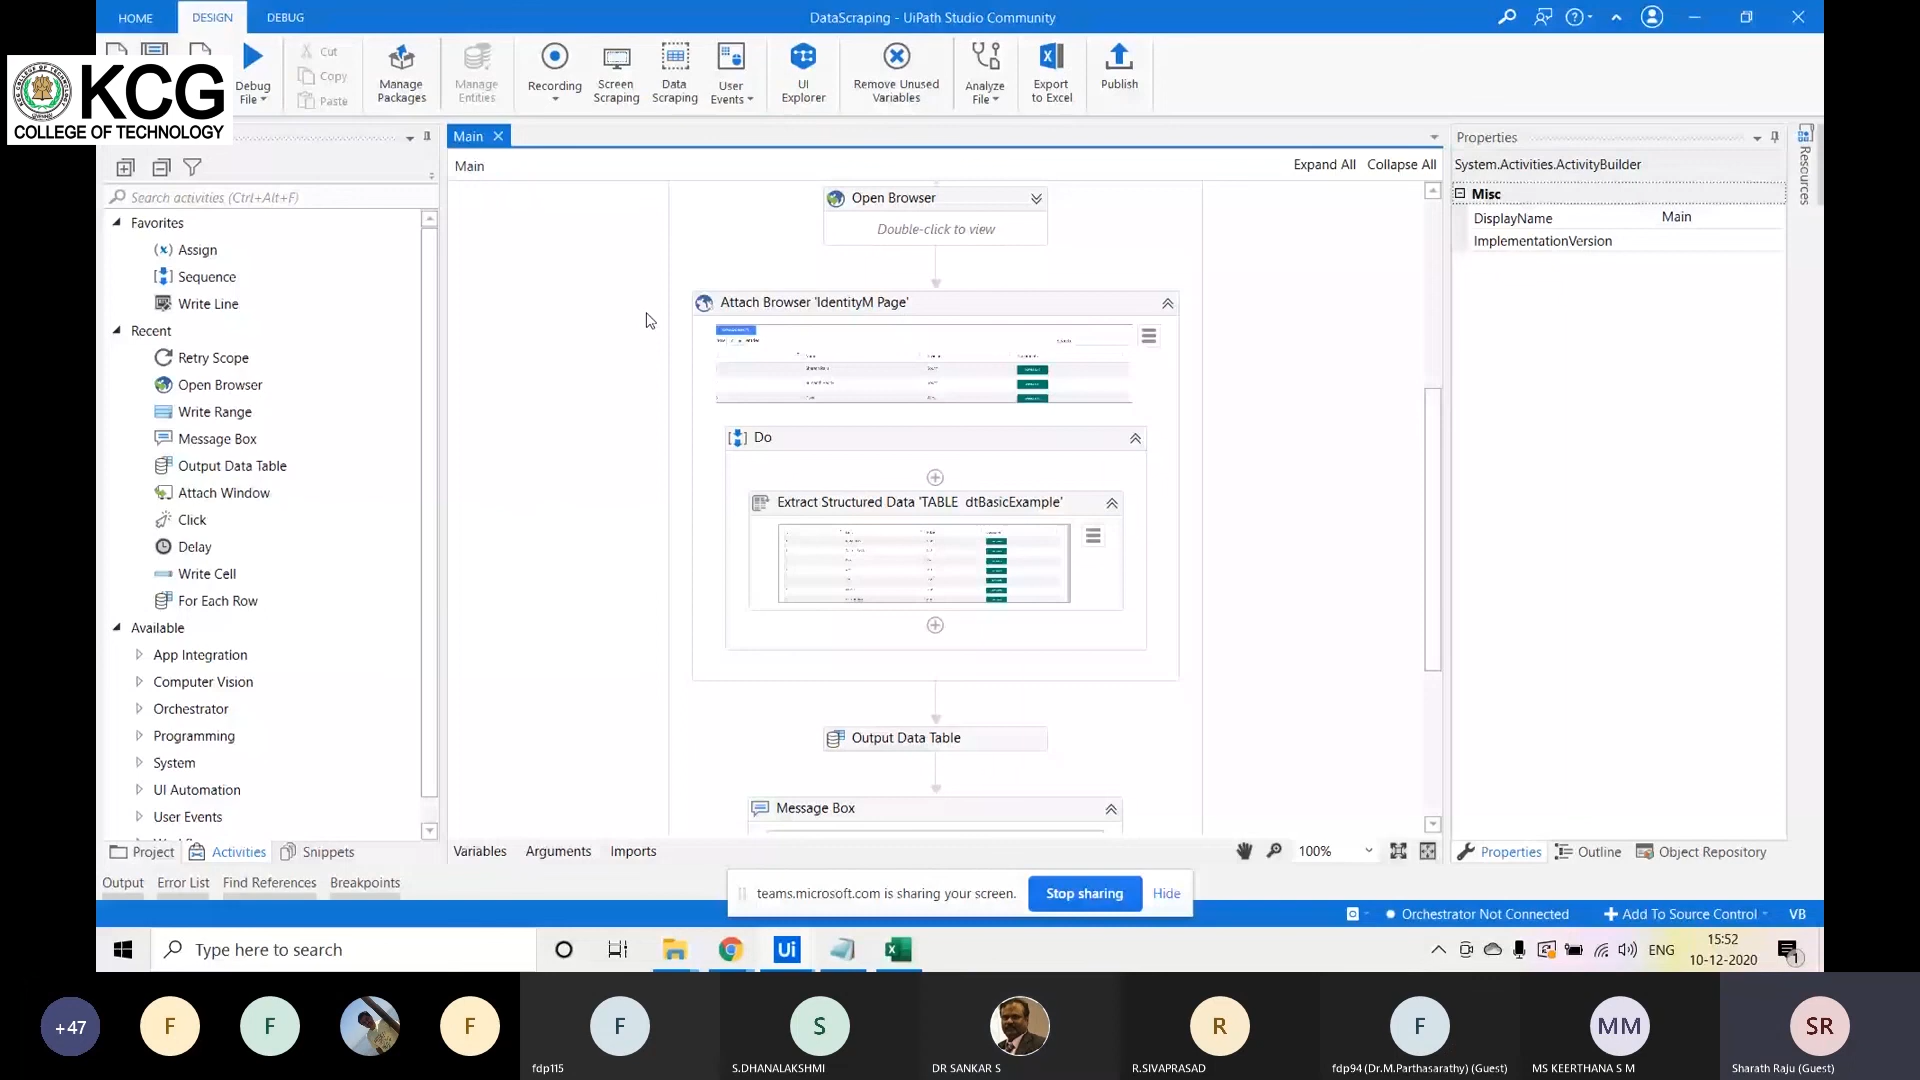 HOME
DESIGN
DEBUG
DataScraping - UiPath Studio Community
KCG
COLLEGE OF TECHNOLOGY
Debug
File
Cut
Copy
Paste
Manage
Packages
Manage
Entities
Recording
Screen
Scraping
Data
Scraping
User
Events
UI
Explorer
Remove Unused
Variables
Analyze
File
Export
to Excel
Publish
Search activities (Ctrl+Alt+F)
Favorites
Assign
Sequence
Write Line
Recent
Retry Scope
Open Browser
Write Range
Message Box
Output Data Table
Attach Window
Click
Delay
Write Cell
For Each Row
Available
App Integration
Computer Vision
Orchestrator
Programming
System
UI Automation
User Events
Project
Activities
Snippets
Main
Main
Expand All
Collapse All
Open Browser
Double-click to view
Attach Browser 'IdentityM Page'
Do
Extract Structured Data 'TABLE dtBasicExample'
Output Data Table
Message Box
Variables
Arguments
Imports
100%
Properties
System.Activities.ActivityBuilder
Misc
DisplayName
Main
ImplementationVersion
Resources
Properties
Outline
Object Repository
Output
Error List
Find References
Breakpoints
teams.microsoft.com is sharing your screen.
Stop sharing
Hide
Orchestrator Not Connected
Add To Source Control
VB
Type here to search
Ui
ENG
15:52
10-12-2020
1
+47
F
F
F
F
fdp115
S
S.DHANALAKSHMI
DR SANKAR S
R
R.SIVAPRASAD
F
fdp94 (Dr.M.Parthasarathy) (Guest)
MM
MS KEERTHANA S M
SR
Sharath Raju (Guest)